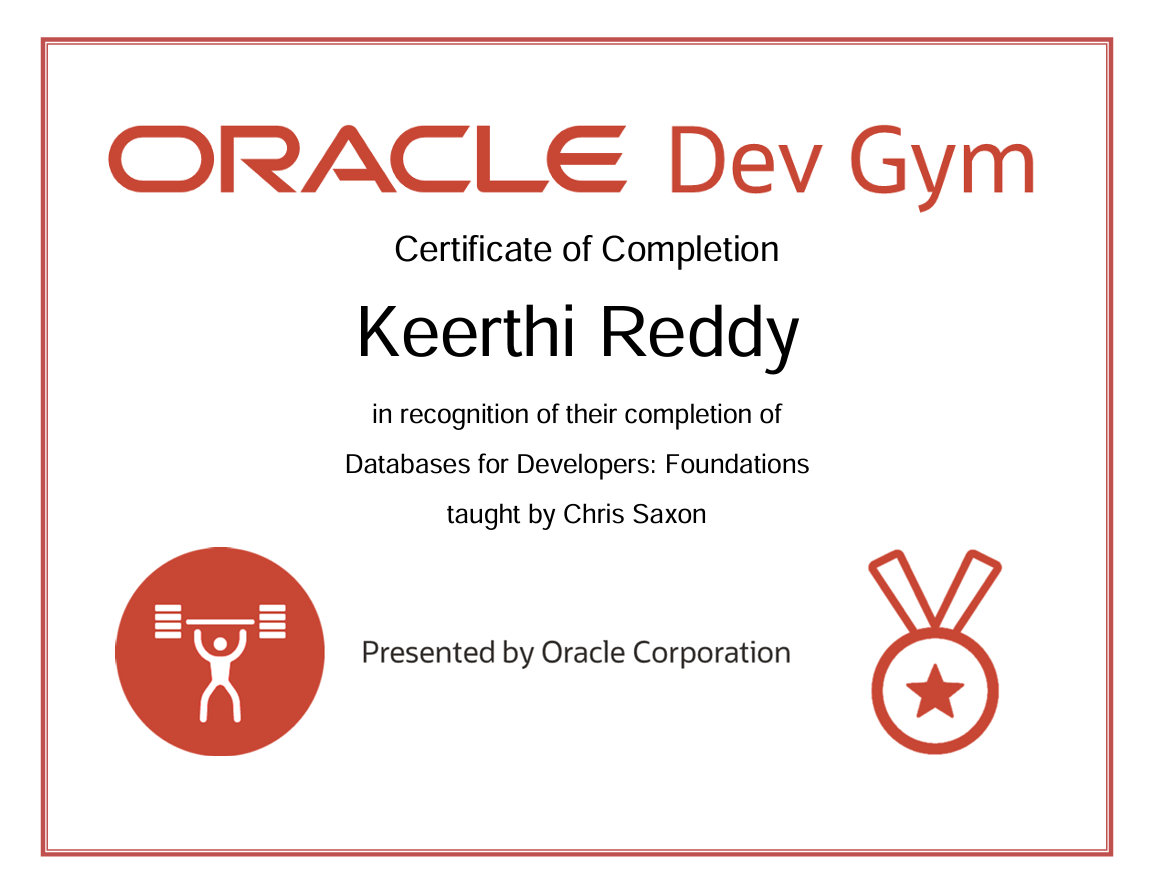 ORACLE Dev Gym
Certificate of Completion
Keerthi Reddy
in recognition of their completion of
Databases for Developers: Foundations
taught by Chris Saxon
Presented by Oracle Corporation